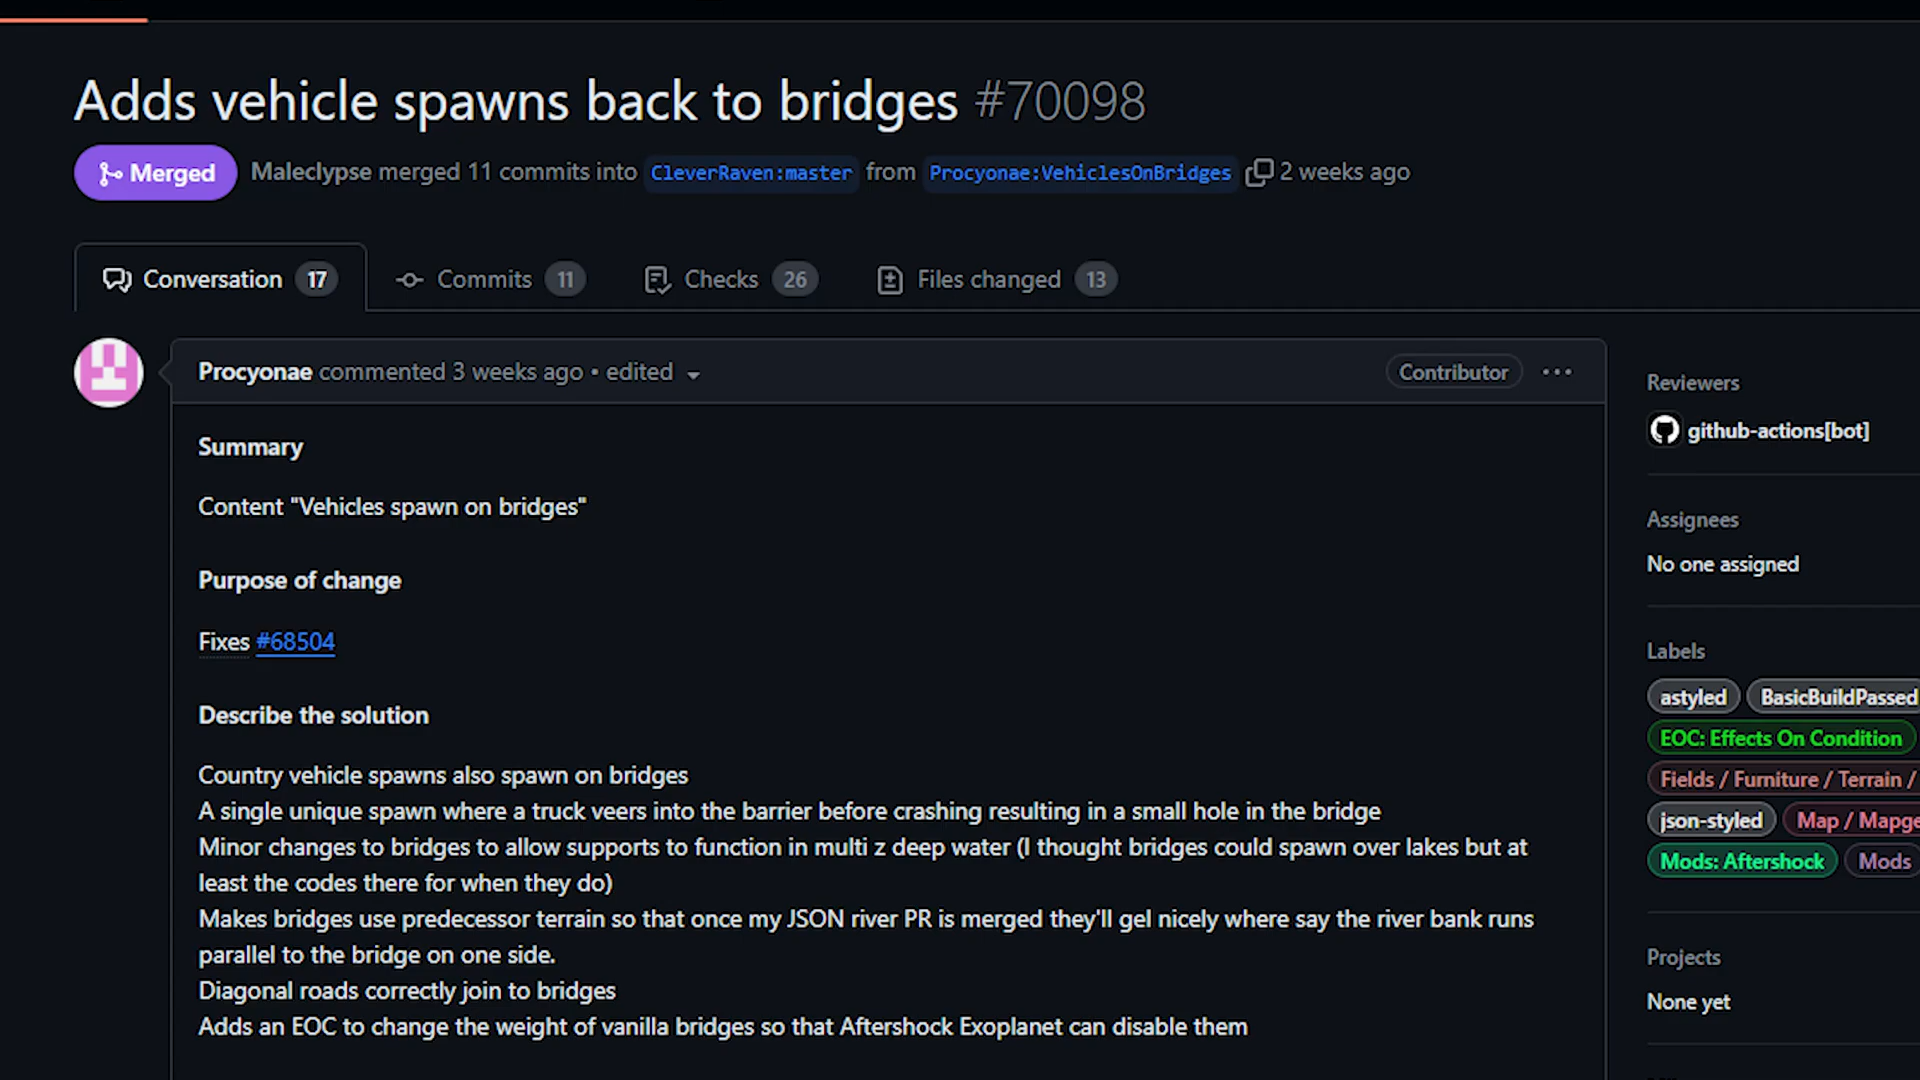 Adds vehicle spawns back to bridges #70098
Merged Maleclypse merged 11 commits into CleverRaven:master from Procyonae:VehiclesOnBridges 2 weeks ago
Conversation 17 Commits 11 Checks 26 Files changed 13
Procyonae commented 3 weeks ago • edited Contributor
Summary
Content "Vehicles spawn on bridges"
Purpose of change
Fixes #68504
Describe the solution
Country vehicle spawns also spawn on bridges
A single unique spawn where a truck veers into the barrier before crashing resulting in a small hole in the bridge
Minor changes to bridges to allow supports to function in multi z deep water (I thought bridges could spawn over lakes but at
least the codes there for when they do)
Makes bridges use predecessor terrain so that once my JSON river PR is merged they'll gel nicely where say the river bank runs
parallel to the bridge on one side.
Diagonal roads correctly join to bridges
Adds an EOC to change the weight of vanilla bridges so that Aftershock Exoplanet can disable them
Reviewers
github-actions[bot]
Assignees
No one assigned
Labels
astyled BasicBuildPassed
EOC: Effects On Condition
Fields / Furniture / Terrain /
json-styled Map / Mapge
Mods: Aftershock Mods
Projects
None yet